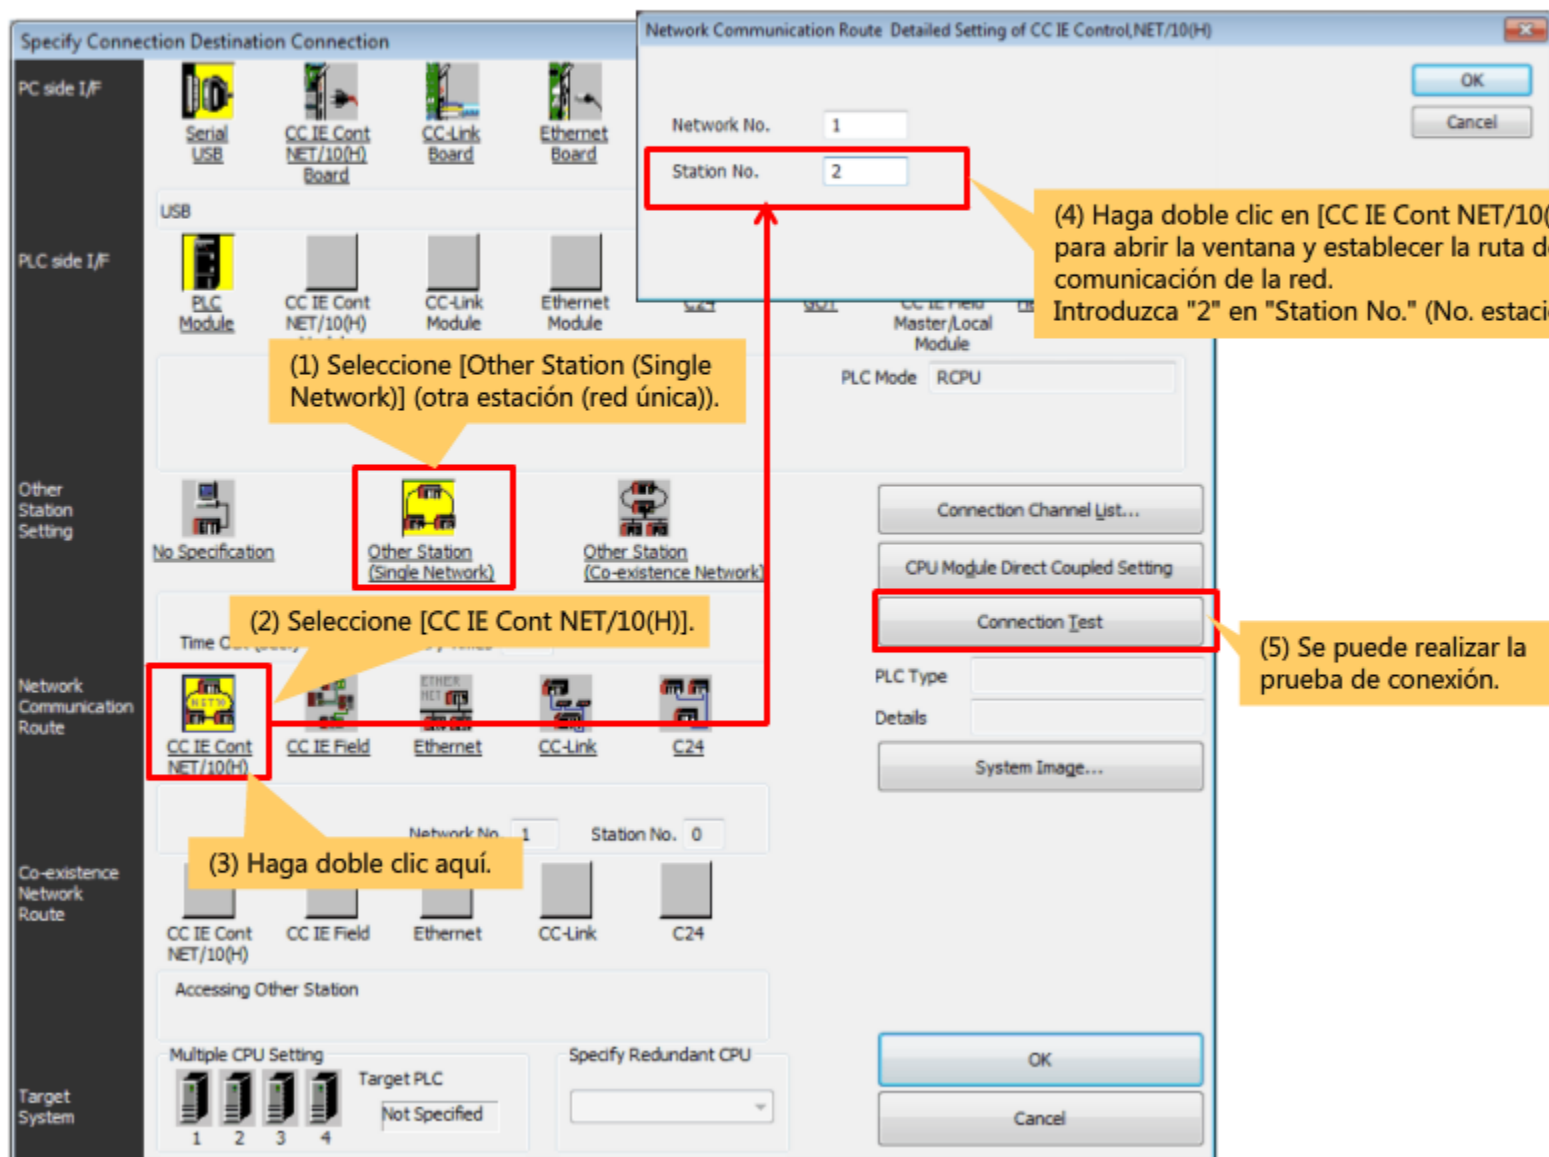 Specify Connection Destination Connection
Network Communication Route Detailed Setting of CC IE Control,NET/10(H)
OK
Cancel
Network No. 1
Station No. 2
PC side I/F
Serial
USB
CC IE Cont
NET/10(H)
Board
CC-Link
Board
Ethernet
Board
USB
(4) Haga doble clic en [CC IE Cont NET/10(
para abrir la ventana y establecer la ruta de
comunicación de la red.
Introduzca "2" en "Station No." (No. estaci
PLC side I/F
PLC
Module
CC IE Cont
NET/10(H)
CC-Link
Module
Ethernet
Module
C24
GOT
CC IE Field
Master/Local
Module
(1) Seleccione [Other Station (Single
Network)] (otra estación (red única)).
PLC Mode RCPU
Other
Station
Setting
No Specification
Other Station
(Single Network)
Other Station
(Co-existence Network)
Connection Channel List...
CPU Module Direct Coupled Setting
Connection Test
(2) Seleccione [CC IE Cont NET/10(H)].
Time
(5) Se puede realizar la
prueba de conexión.
PLC Type
Details
System Image...
Network
Communication
Route
CC IE Cont
NET/10(H)
CC IE Field
Ethernet
CC-Link
C24
Network No. 1 Station No. 0
(3) Haga doble clic aquí.
Co-existence
Network
Route
CC IE Cont
NET/10(H)
CC IE Field
Ethernet
CC-Link
C24
Accessing Other Station
Target
System
Multiple CPU Setting
1 2 3 4
Target PLC
Not Specified
Specify Redundant CPU
OK
Cancel